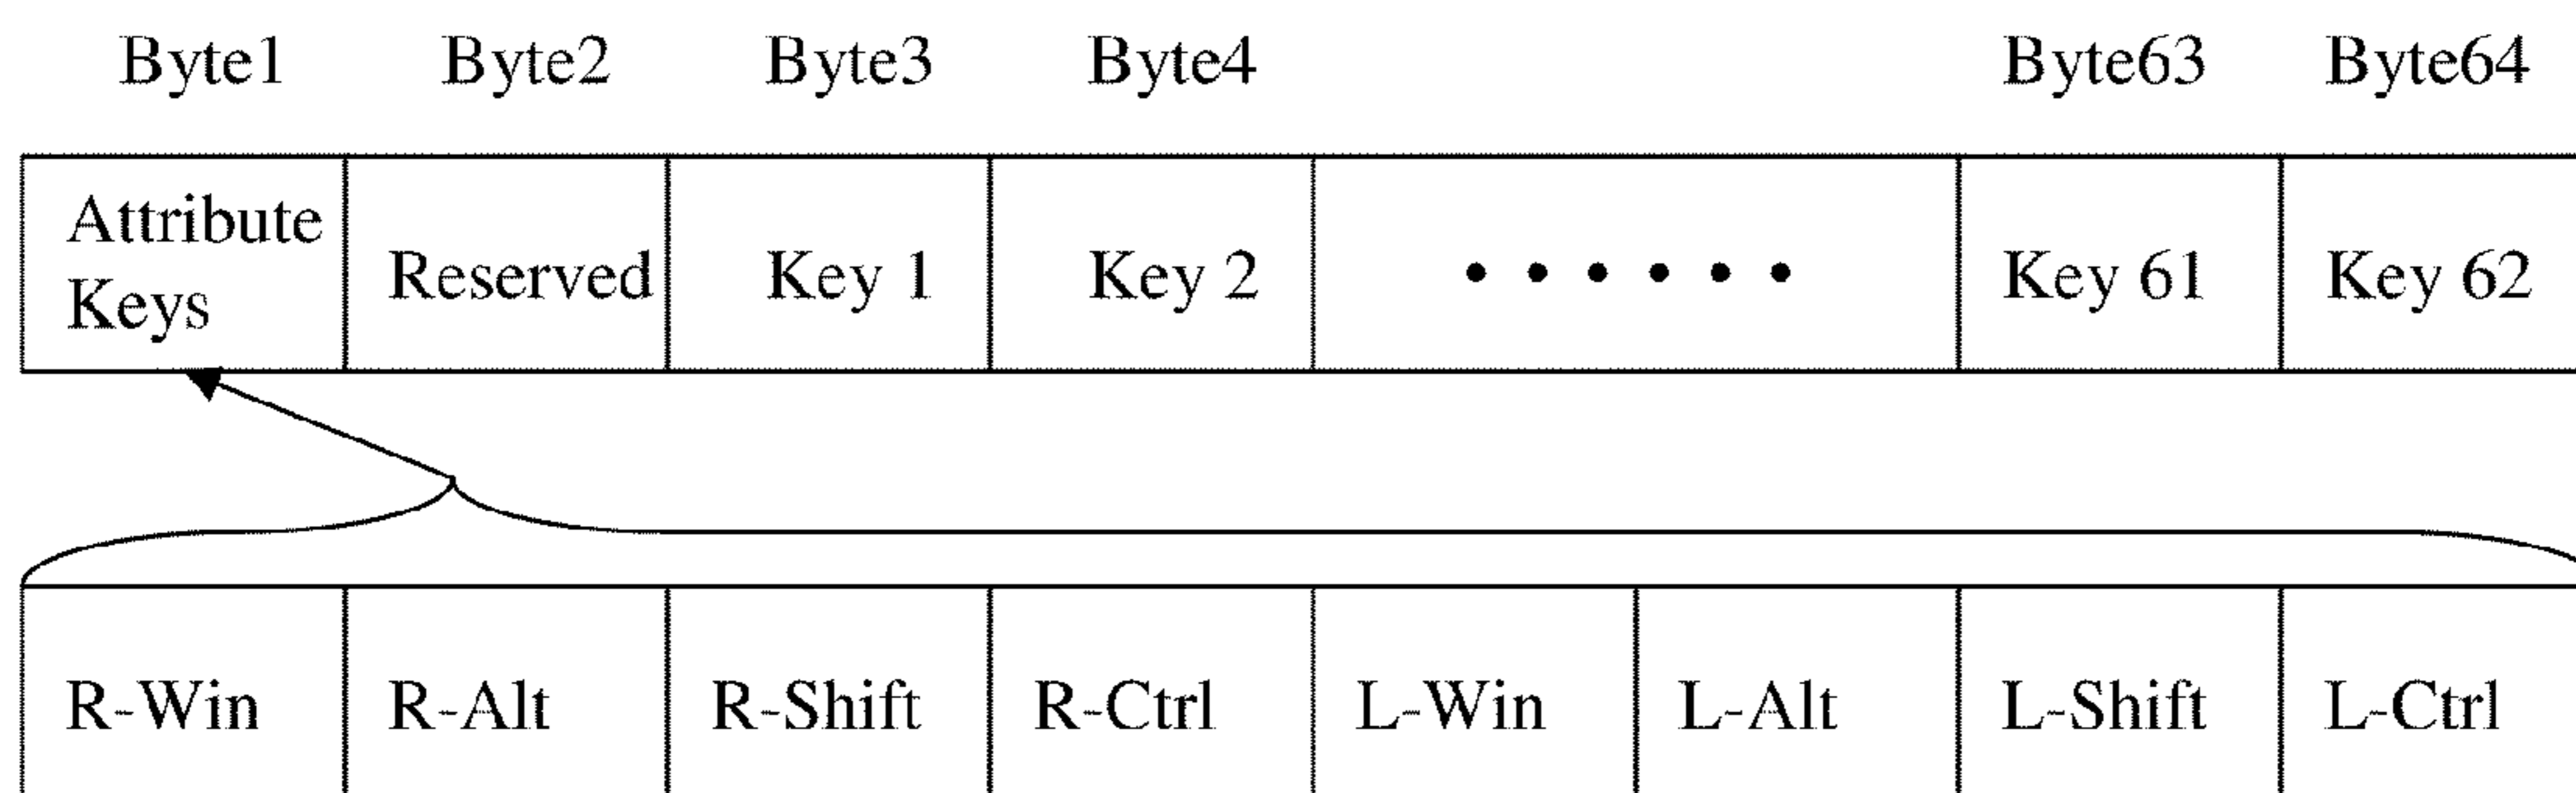 Byte1 Byte2 Byte3 Byte4 Byte63 Byte64
Attribute
Keys
Reserved Key 1 Key 2 • • • • • • Key 61 Key 62
R-Win R-Alt R-Shift R-Ctrl L-Win L-Alt L-Shift L-Ctrl